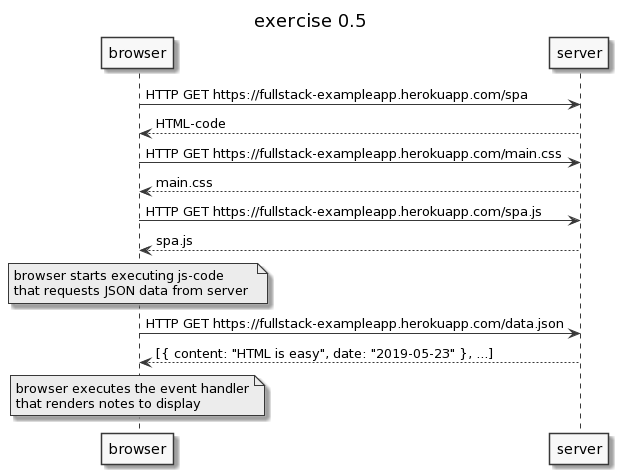 exercise 0.5
browser
server
HTTP GET https://fullstack-exampleapp.herokuapp.com/spa
HTML-code
HTTP GET https://fullstack-exampleapp.herokuapp.com/main.css
main.css
HTTP GET https://fullstack-exampleapp.herokuapp.com/spa.js
spa.js
browser starts executing js-code
that requests JSON data from server
HTTP GET https://fullstack-exampleapp.herokuapp.com/data.json
[{ content: "HTML is easy", date: "2019-05-23" }, ...]
browser executes the event handler
that renders notes to display
browser
server